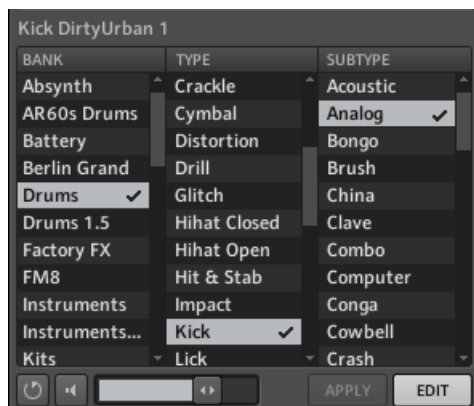 Kick DirtyUrban 1
BANK TYPE SUBTYPE
Absynth Crackle Acoustic
AR60s Drums Cymbal Analog
Battery Distortion Bongo
Berlin Grand Drill Brush
Drums Glitch China
Drums 1.5 Hihat Closed Clave
Factory FX Hihat Open Combo
FM8 Hit & Stab Computer
Instruments Impact Conga
Instruments... Kick Cowbell
Kits Lick Crash
APPLY EDIT